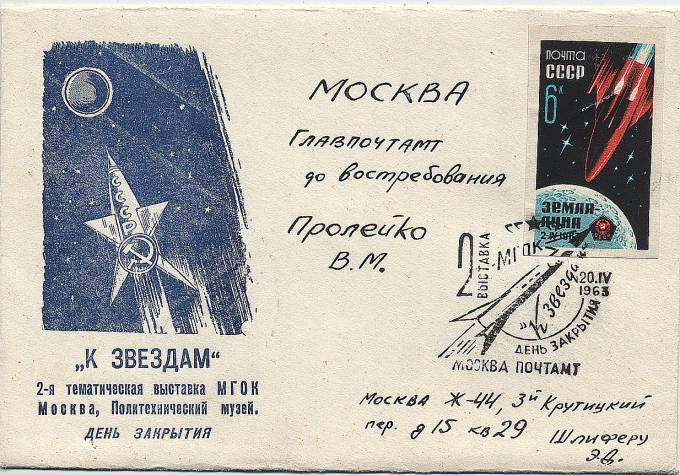 СССР
„К ЗВЕЗДАМ“
2-я тематическая выставка МГОК
Москва, Политехнический музей.
ДЕНЬ ЗАКРЫТИЯ
МОСКВА
Главпочтамт
до востребования
Пролейко
В.М.
ПОЧТА
СССР
6к
ЗЕМЛЯ-
ЛУНА
2 ВЫСТАВКА
МГОК
„К звездам
20.IV
1963
ДЕНЬ ЗАКРЫТИЯ
МОСКВА ПОЧТАМТ
Москва Ж-44, 3й Крутицкий
пер. д 15 кв 29 Шлиферу
Э.Д.